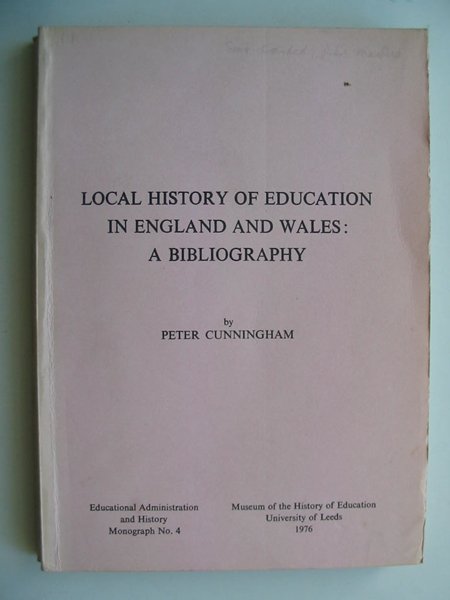 LOCAL HISTORY OF EDUCATION
IN ENGLAND AND WALES:
A BIBLIOGRAPHY
by
PETER CUNNINGHAM
Educational Administration
and History
Monograph No. 4
Museum of the History of Education
University of Leeds
1976